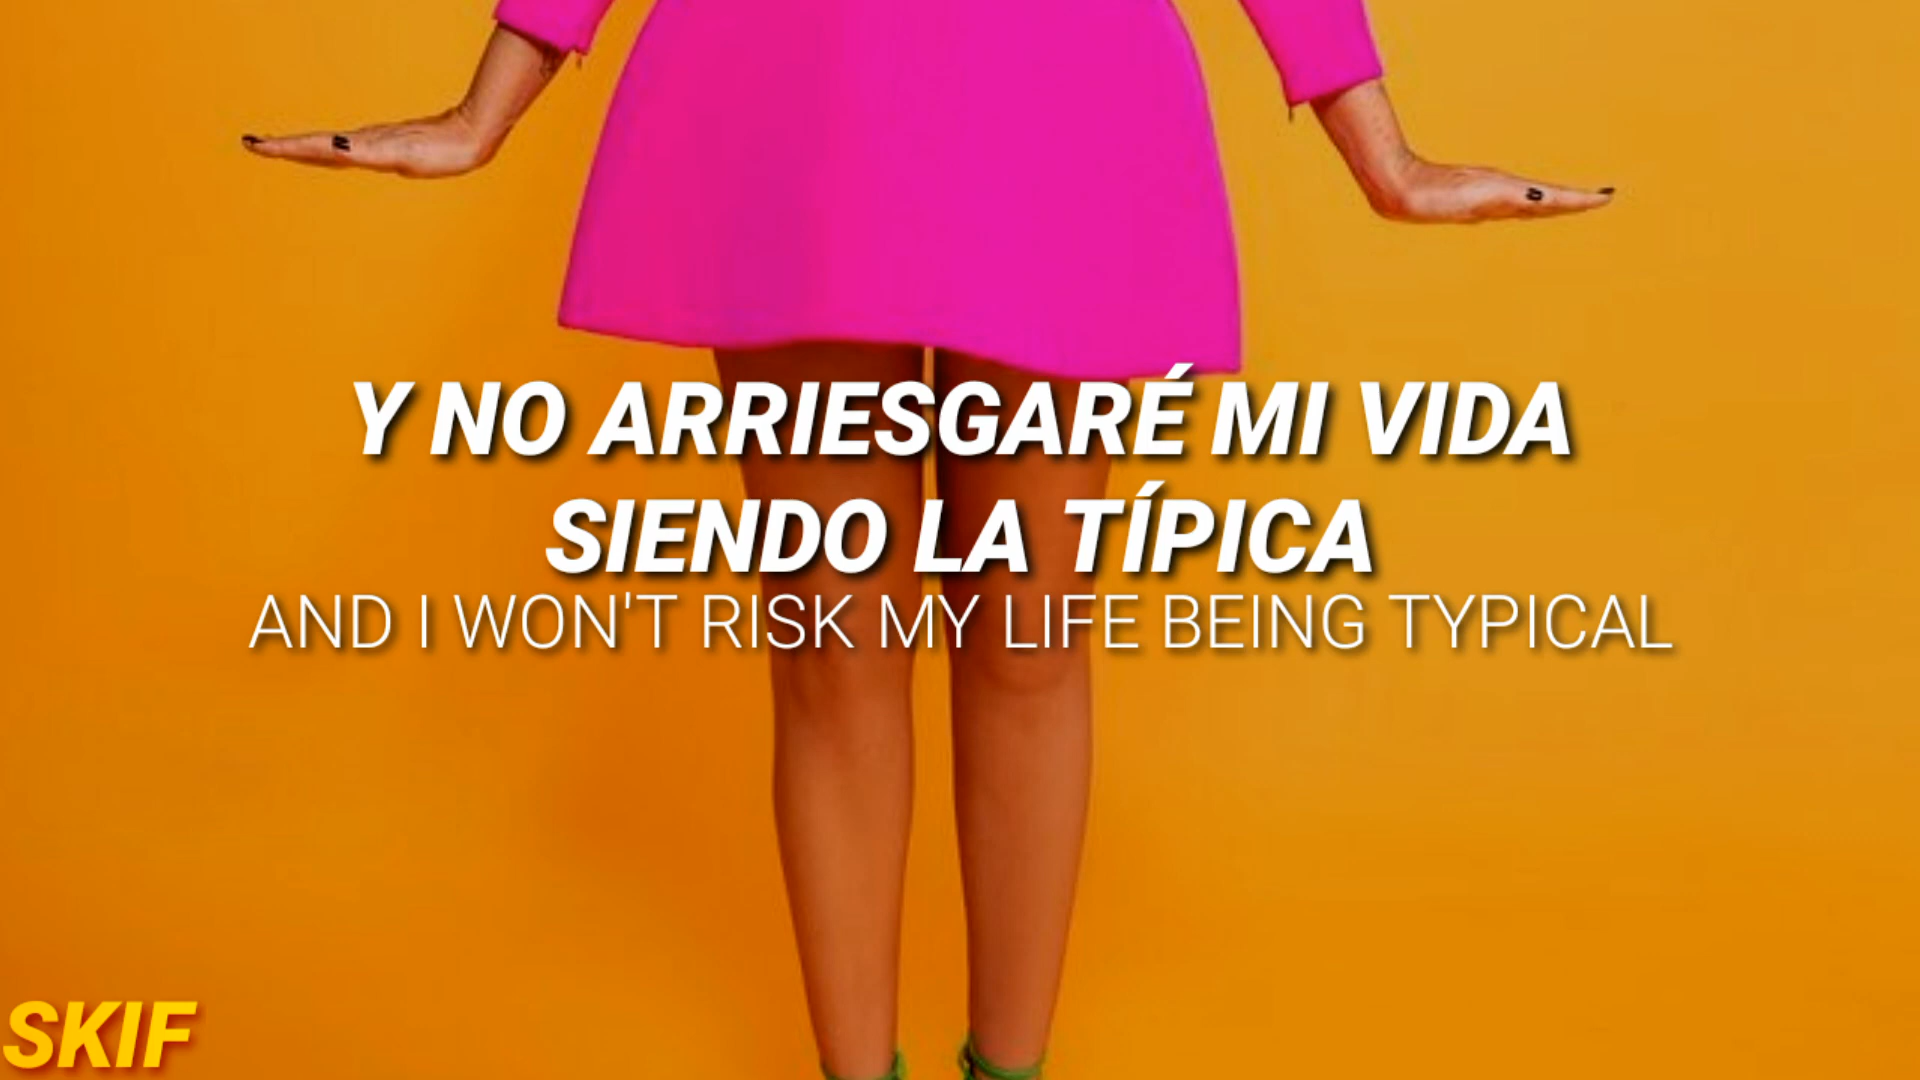 Y NO ARRIESGARÉ MI VIDA
SIENDO LA TÍPICA
AND I WON'T RISK MY LIFE BEING TYPICAL
SKIF